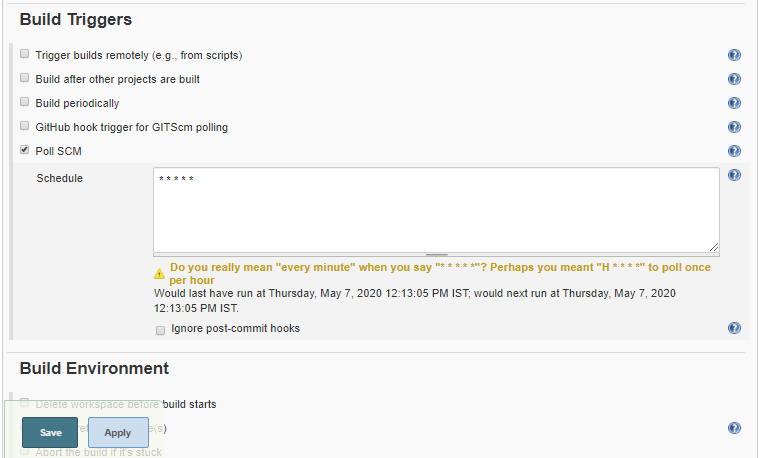 Build Triggers
Trigger builds remotely (e.g., from scripts)
Build after other projects are built
Build periodically
GitHub hook trigger for GITScm polling
Poll SCM
Schedule
* * * * *
Do you really mean "every minute" when you say "* * * * *"? Perhaps you meant "H * * * *" to poll once
per hour
Would last have run at Thursday, May 7, 2020 12:13:05 PM IST; would next run at Thursday, May 7, 2020
12:13:05 PM IST.
Ignore post-commit hooks
Build Environment
Delete workspace before build starts
Save
Apply
(s)
Abort the build if it's stuck